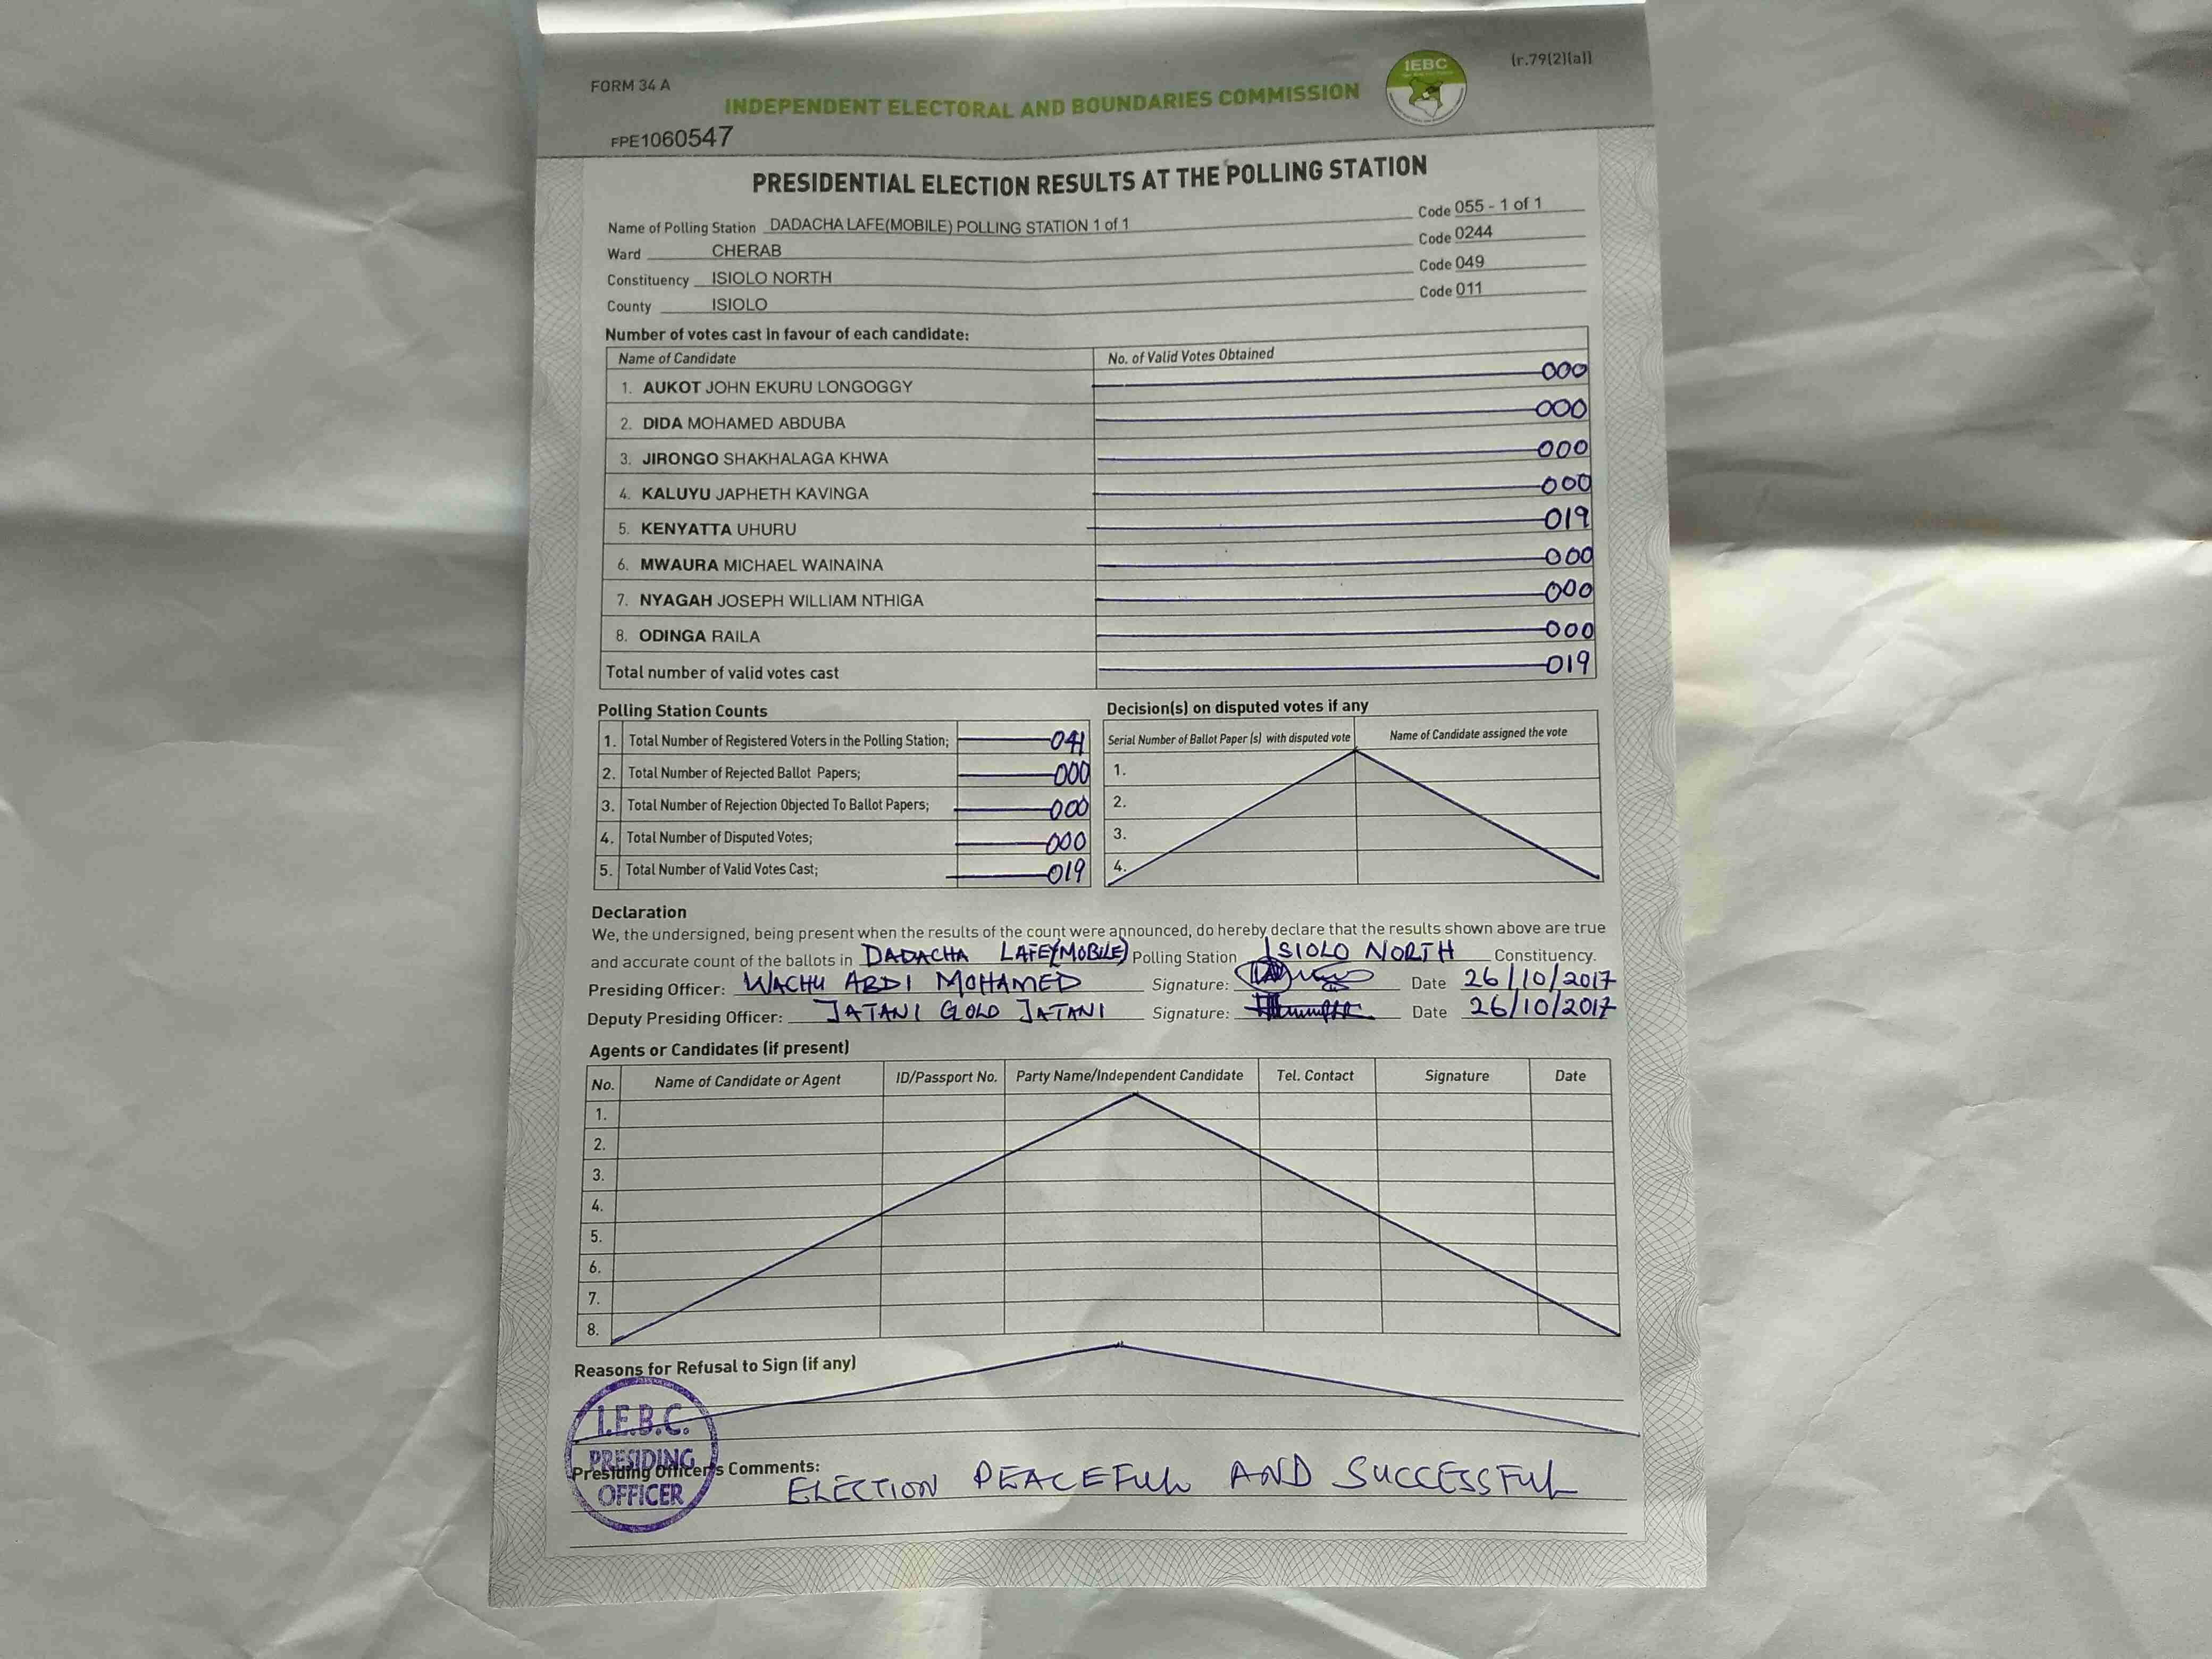 FORM 34 A
IEBC
(r.79(2)(a))
INDEPENDENT ELECTORAL AND BOUNDARIES COMMISSION
FPE1060547
PRESIDENTIAL ELECTION RESULTS AT THE POLLING STATION
Name of Polling Station DADACHA LAFE(MOBILE) POLLING STATION 1 of 1 Code 055 - 1 of 1
Ward CHERAB Code 0244
Constituency ISIOLO NORTH Code 049
County ISIOLO Code 011
Number of votes cast in favour of each candidate:
Name of Candidate No. of Valid Votes Obtained
1. AUKOT JOHN EKURU LONGOGGY 000
2. DIDA MOHAMED ABDUBA 000
3. JIRONGO SHAKHALAGA KHWA 000
4. KALUYU JAPHETH KAVINGA 000
5. KENYATTA UHURU 019
6. MWAURA MICHAEL WAINAINA 000
7. NYAGAH JOSEPH WILLIAM NTHIGA 000
8. ODINGA RAILA 000
Total number of valid votes cast 019
Polling Station Counts
1. Total Number of Registered Voters in the Polling Station; 041
2. Total Number of Rejected Ballot Papers; 000
3. Total Number of Rejection Objected To Ballot Papers; 000
4. Total Number of Disputed Votes; 000
5. Total Number of Valid Votes Cast; 019
Decision(s) on disputed votes if any
Serial Number of Ballot Paper (s) with disputed vote Name of Candidate assigned the vote
1.
2.
3.
4.
Declaration
We, the undersigned, being present when the results of the count were announced, do hereby declare that the results shown above are true
and accurate count of the ballots in DADACHA LAFE(MOBILE) Polling Station ISIOLO NORTH Constituency.
Presiding Officer: WACHU ABDI MOHAMED Signature: Date 26/10/2017
Deputy Presiding Officer: JATANI GOLO JATANI Signature: Date 26/10/2017
Agents or Candidates (if present)
No. Name of Candidate or Agent ID/Passport No. Party Name/Independent Candidate Tel. Contact Signature Date
1.
2.
3.
4.
5.
6.
7.
8.
Reasons for Refusal to Sign (if any)
I.E.B.C.
PRESIDING
OFFICER
Presiding Officer's Comments: ELECTION PEACEFUL AND SUCCESSFUL